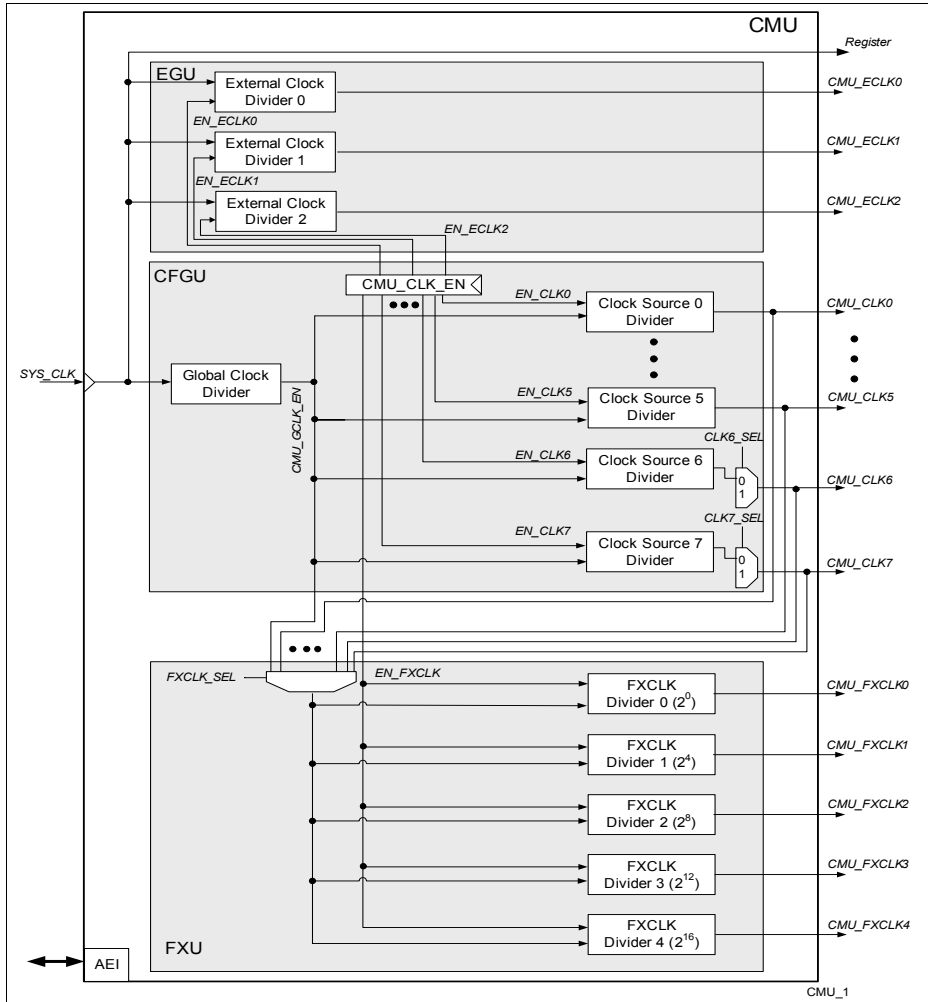 CMU
Register
EGU
External Clock
Divider 0
CMU_ECLK0
EN_ECLK0
External Clock
Divider 1
CMU_ECLK1
EN_ECLK1
External Clock
Divider 2
CMU_ECLK2
EN_ECLK2
CFGU
CMU_CLK_EN
EN_CLK0
Clock Source 0
Divider
CMU_CLK0
SYS_CLK
Global Clock
Divider
CMU_GCLK_EN
EN_CLK5
Clock Source 5
Divider
CMU_CLK5
CLK6_SEL
EN_CLK6
Clock Source 6
Divider
0
1
CMU_CLK6
CLK7_SEL
EN_CLK7
Clock Source 7
Divider
0
1
CMU_CLK7
FXCLK_SEL
EN_FXCLK
FXCLK
Divider 0 (2⁰)
CMU_FXCLK0
FXCLK
Divider 1 (2⁴)
CMU_FXCLK1
FXCLK
Divider 2 (2⁸)
CMU_FXCLK2
FXCLK
Divider 3 (2¹²)
CMU_FXCLK3
FXCLK
Divider 4 (2¹⁶)
CMU_FXCLK4
FXU
AEI
CMU_1